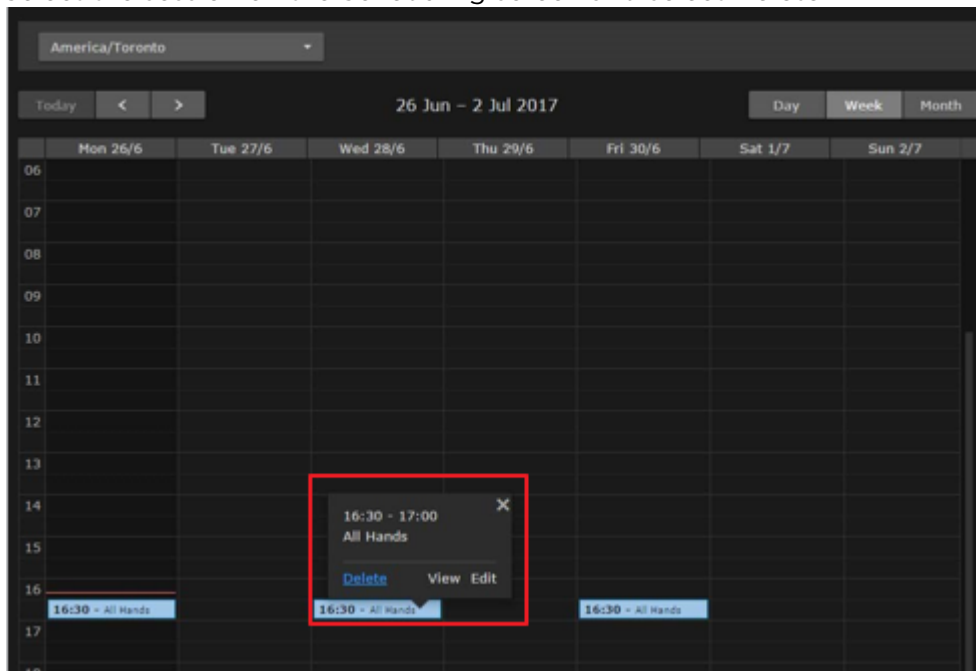 America/Toronto
Today < > 26 Jun – 2 Jul 2017 Day Week Month
Mon 26/6 Tue 27/6 Wed 28/6 Thu 29/6 Fri 30/6 Sat 1/7 Sun 2/7
06
07
08
09
10
11
12
13
14
16:30 - 17:00
All Hands
15
Delete View Edit
16
16:30 - All Hands 16:30 - All Hands 16:30 - All Hands
17